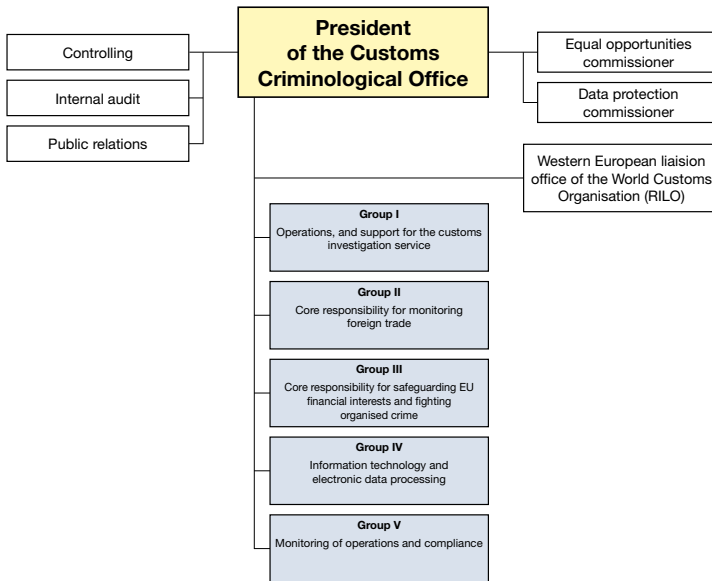 President
of the Customs
Criminological Office
Controlling
Internal audit
Public relations
Equal opportunities
commissioner
Data protection
commissioner
Western European liaision
office of the World Customs
Organisation (RILO)
Group I
Operations, and support for the customs
investigation service
Group II
Core responsibility for monitoring
foreign trade
Group III
Core responsibility for safeguarding EU
financial interests and fighting
organised crime
Group IV
Information technology and
electronic data processing
Group V
Monitoring of operations and compliance